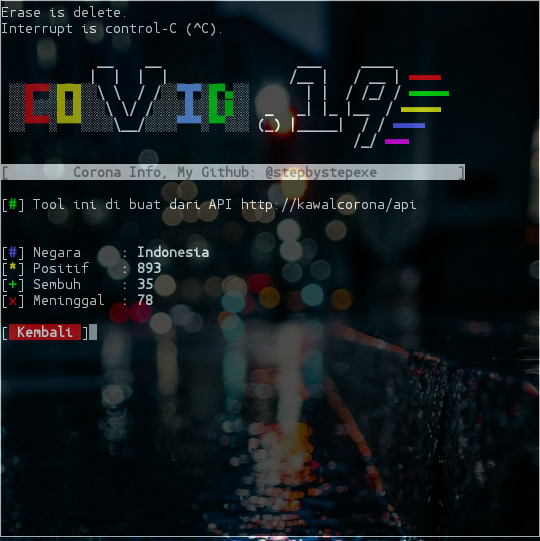 Erase is delete.
Interrupt is control-C (^C).
COVID.19
[ Corona Info, My Github: @stepbystepexe ]
[#] Tool ini di buat dari API http://kawalcorona/api
[#] Negara : Indonesia
[*] Positif : 893
[+] Sembuh : 35
[×] Meninggal : 78
[ Kembali ]